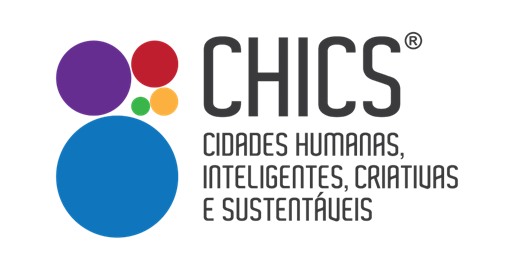 CHICS®
CIDADES HUMANAS,
INTELIGENTES, CRIATIVAS
E SUSTENTÁVEIS